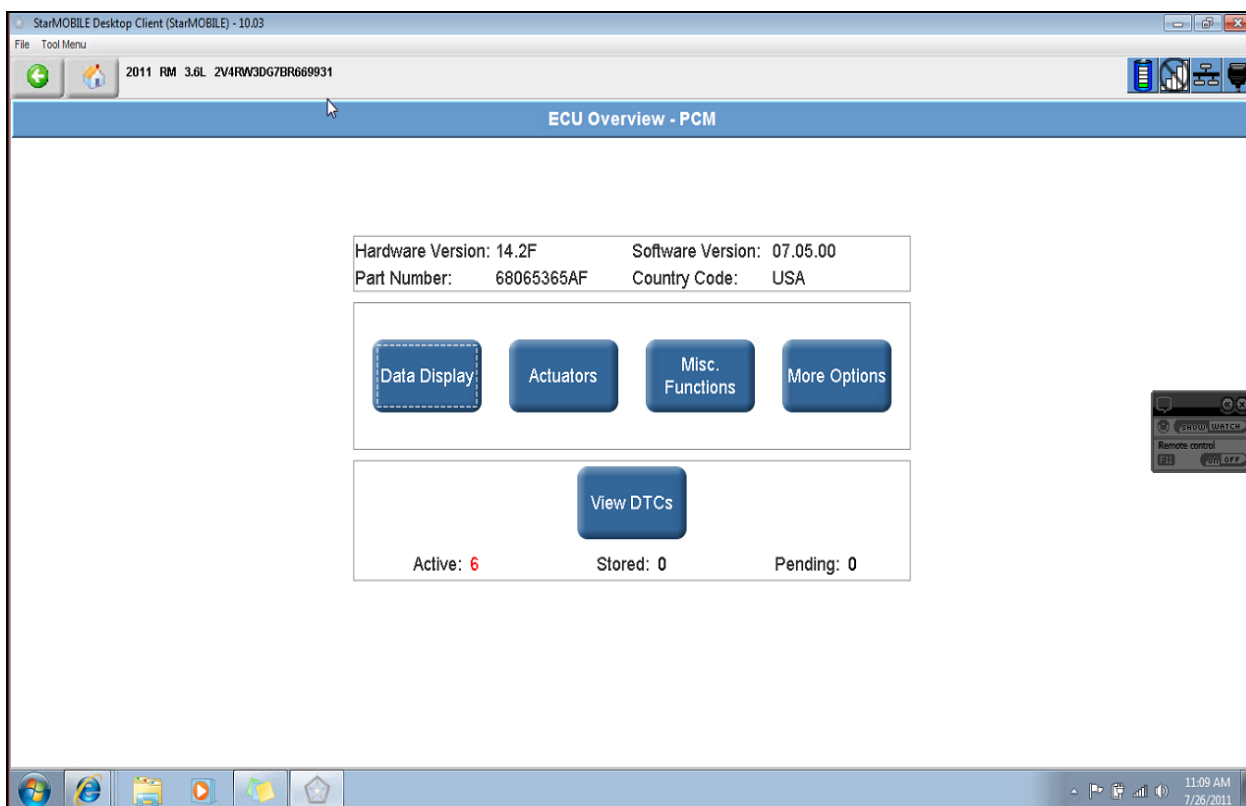 StarMOBILE Desktop Client (StarMOBILE) - 10.03
File Tool Menu
2011 RM 3.6L 2V4RW3DG7BR669931
ECU Overview - PCM
Hardware Version: 14.2F Software Version: 07.05.00
Part Number: 68065365AF Country Code: USA
Data Display
Actuators
Misc.
Functions
More Options
SHOW WATCH
Remote control
F11 On OFF
View DTCs
Active: 6 Stored: 0 Pending: 0
11:09 AM
7/26/2011